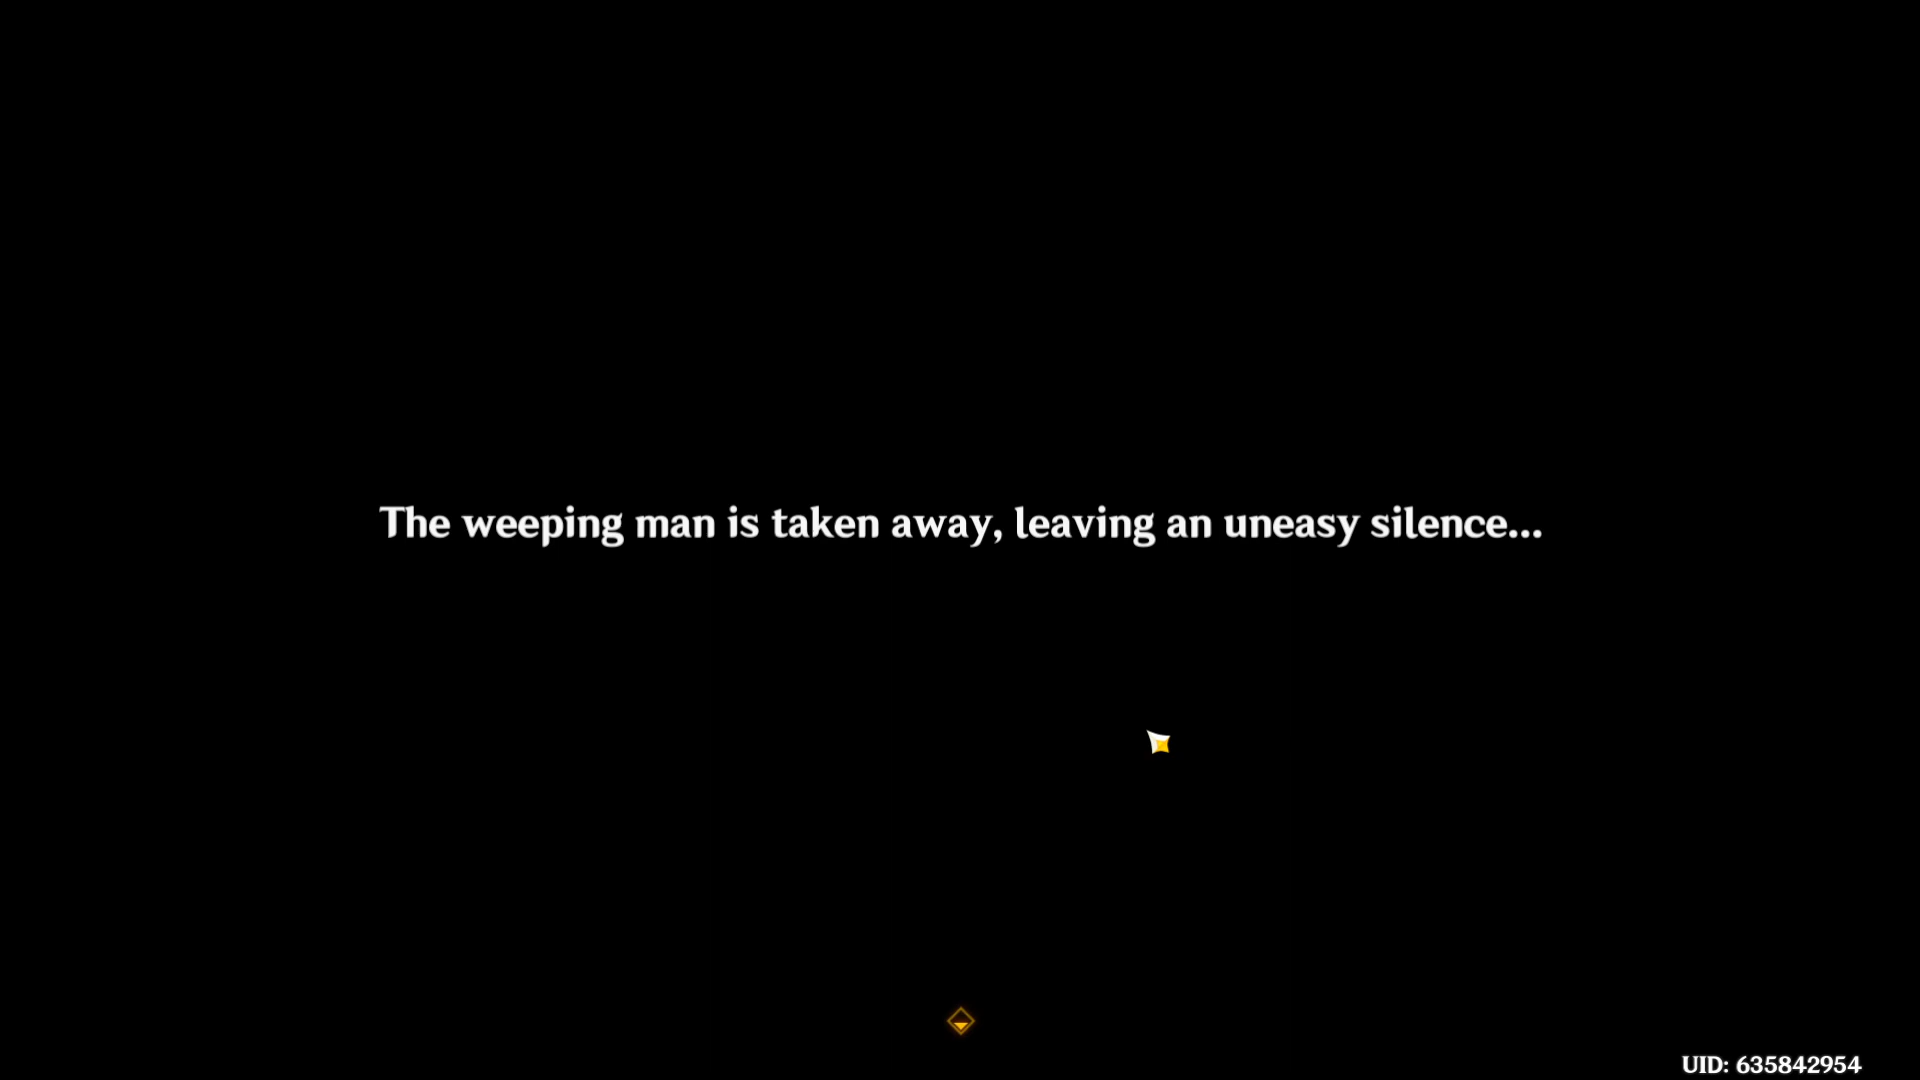 The weeping man is taken away, leaving an uneasy silence...
UID: 635842954